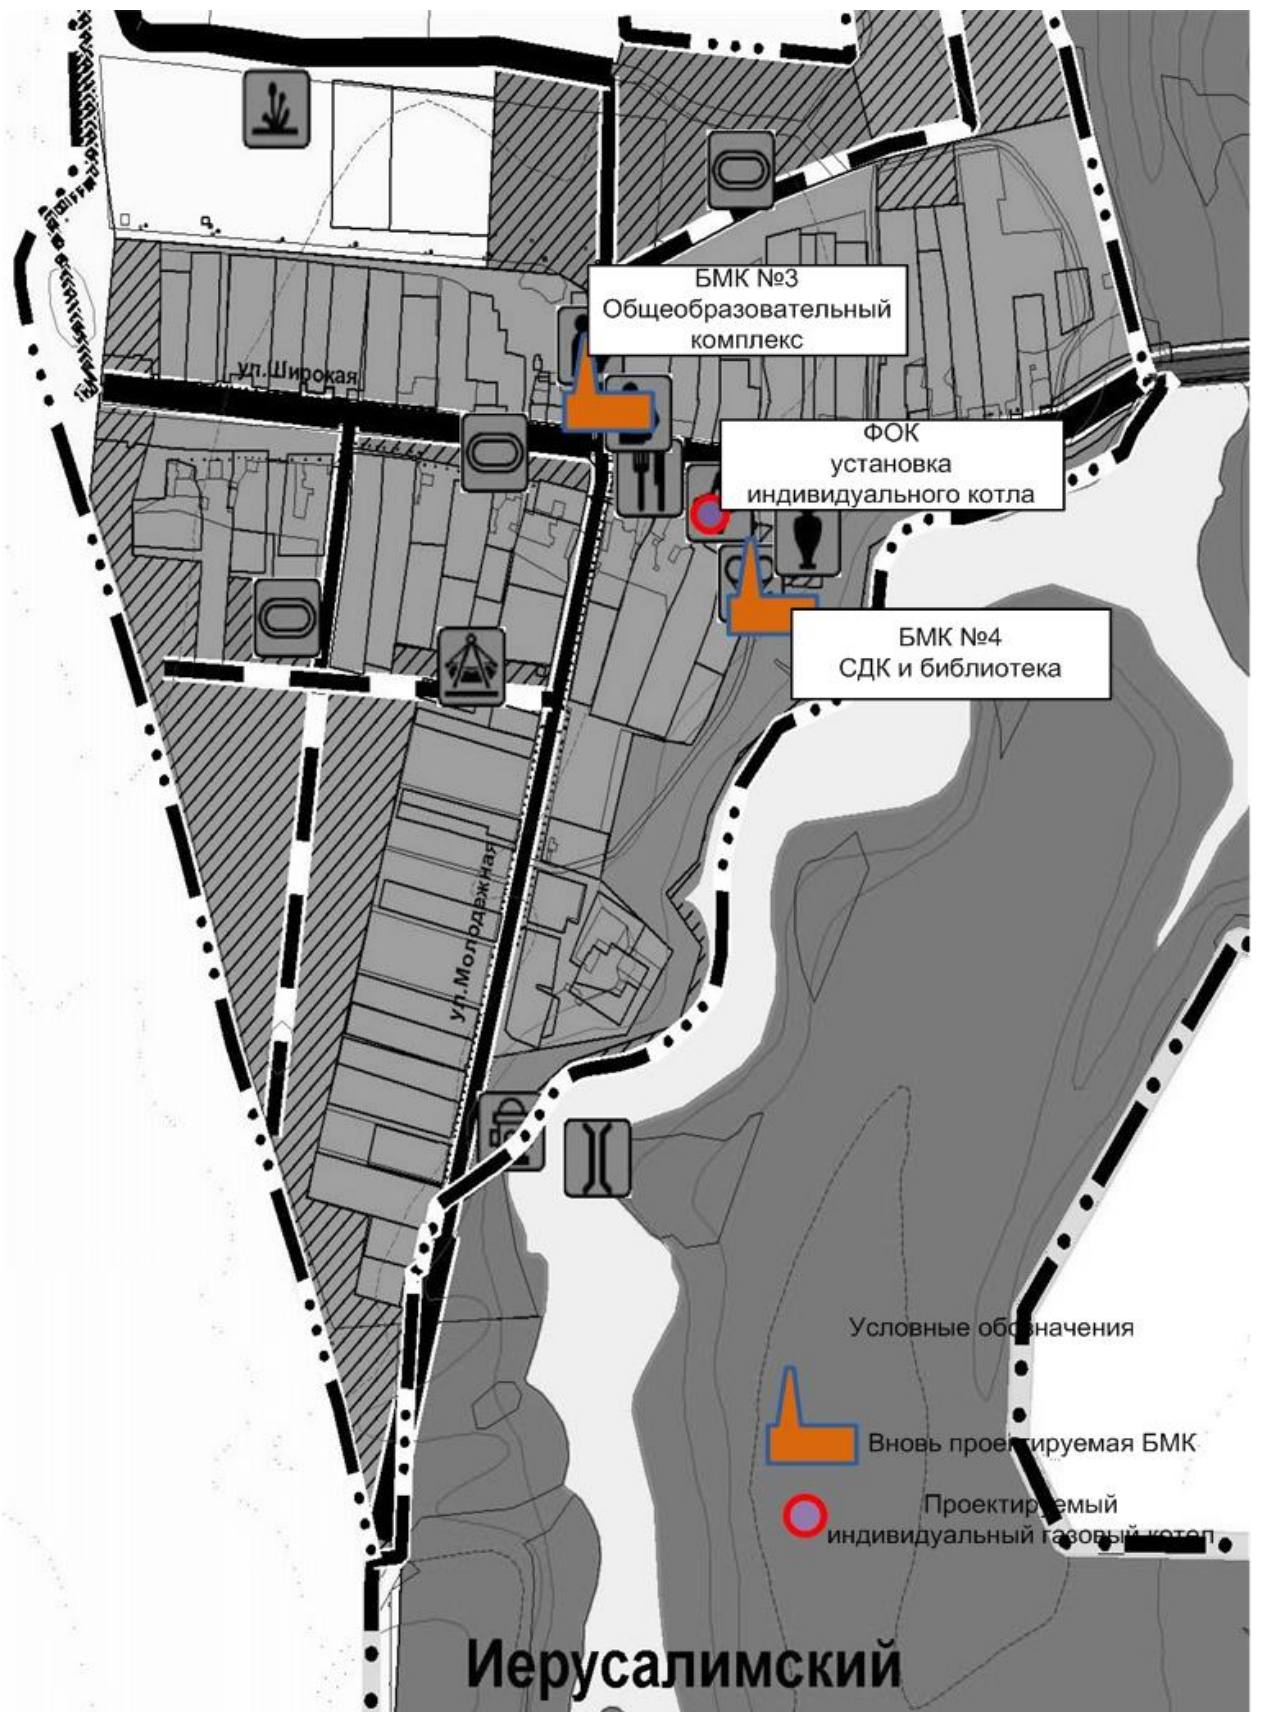 БМК №3
Общеобразовательный
комплекс
ул.Широкая
ФОК
установка
индивидуального котла
БМК №4
СДК и библиотека
ул.Молодежная
Условные обозначения
Вновь проектируемая БМК
Проектируемый
индивидуальный газовый котел
Иерусалимский